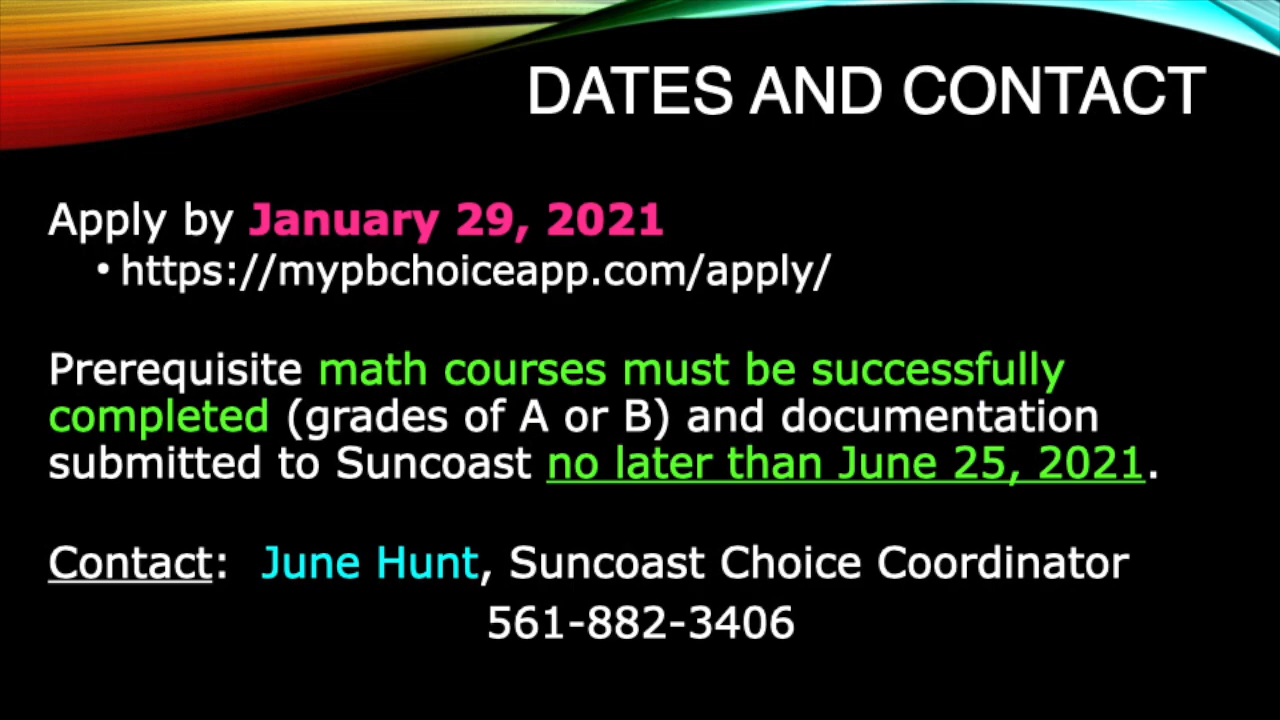 DATES AND CONTACT
Apply by January 29, 2021
• https://mypbchoiceapp.com/apply/
Prerequisite math courses must be successfully
completed (grades of A or B) and documentation
submitted to Suncoast no later than June 25, 2021.
Contact: June Hunt, Suncoast Choice Coordinator
561-882-3406